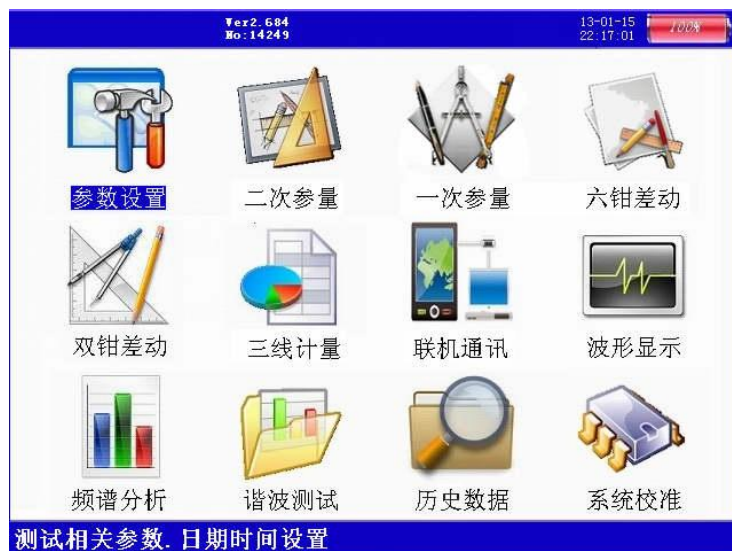 Ver2.684
No:14249
13-01-15
22:17:01
100%
参数设置
二次参量
一次参量
六钳差动
双钳差动
三线计量
联机通讯
波形显示
频谱分析
谐波测试
历史数据
系统校准
测试相关参数.日期时间设置